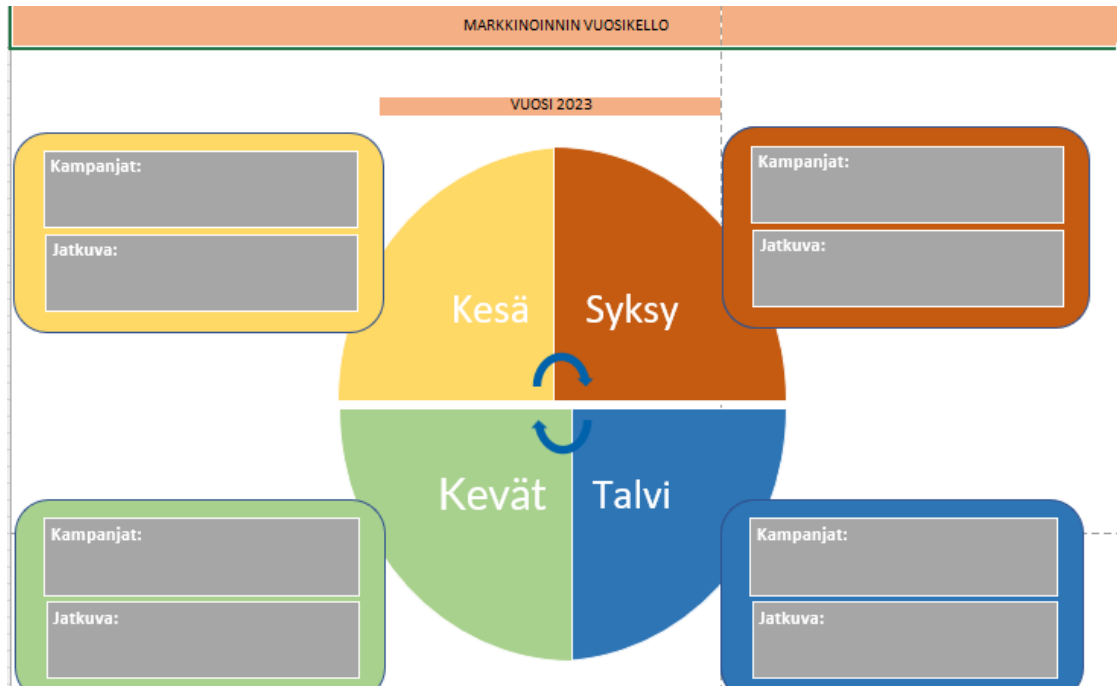 MARKKINOINNIN VUOSIKELLO
VUOSI 2023
Kampanjat:
Jatkuva:
Kampanjat:
Jatkuva:
Kesä
Syksy
Kevät
Talvi
Kampanjat:
Jatkuva:
Kampanjat:
Jatkuva: